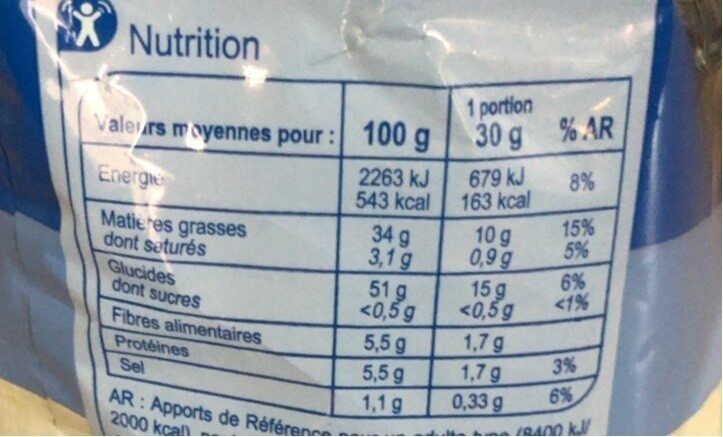 Nutrition
Valeurs moyennes pour : 100 g 1 portion 30 g % AR
Energie 2263 kJ 679 kJ 8%
543 kcal 163 kcal
Matières grasses 34 g 10 g 15%
dont saturés 3,1 g 0,9 g 5%
Glucides 51 g 15 g 6%
dont sucres <0,5 g <0,5 g <1%
Fibres alimentaires 5,5 g 1,7 g
Protéines 5,5 g 1,7 g 3%
Sel 1,1 g 0,33 g 6%
AR : Apports de Référence pour un adulte type (8400 kJ/
2000 kcal)